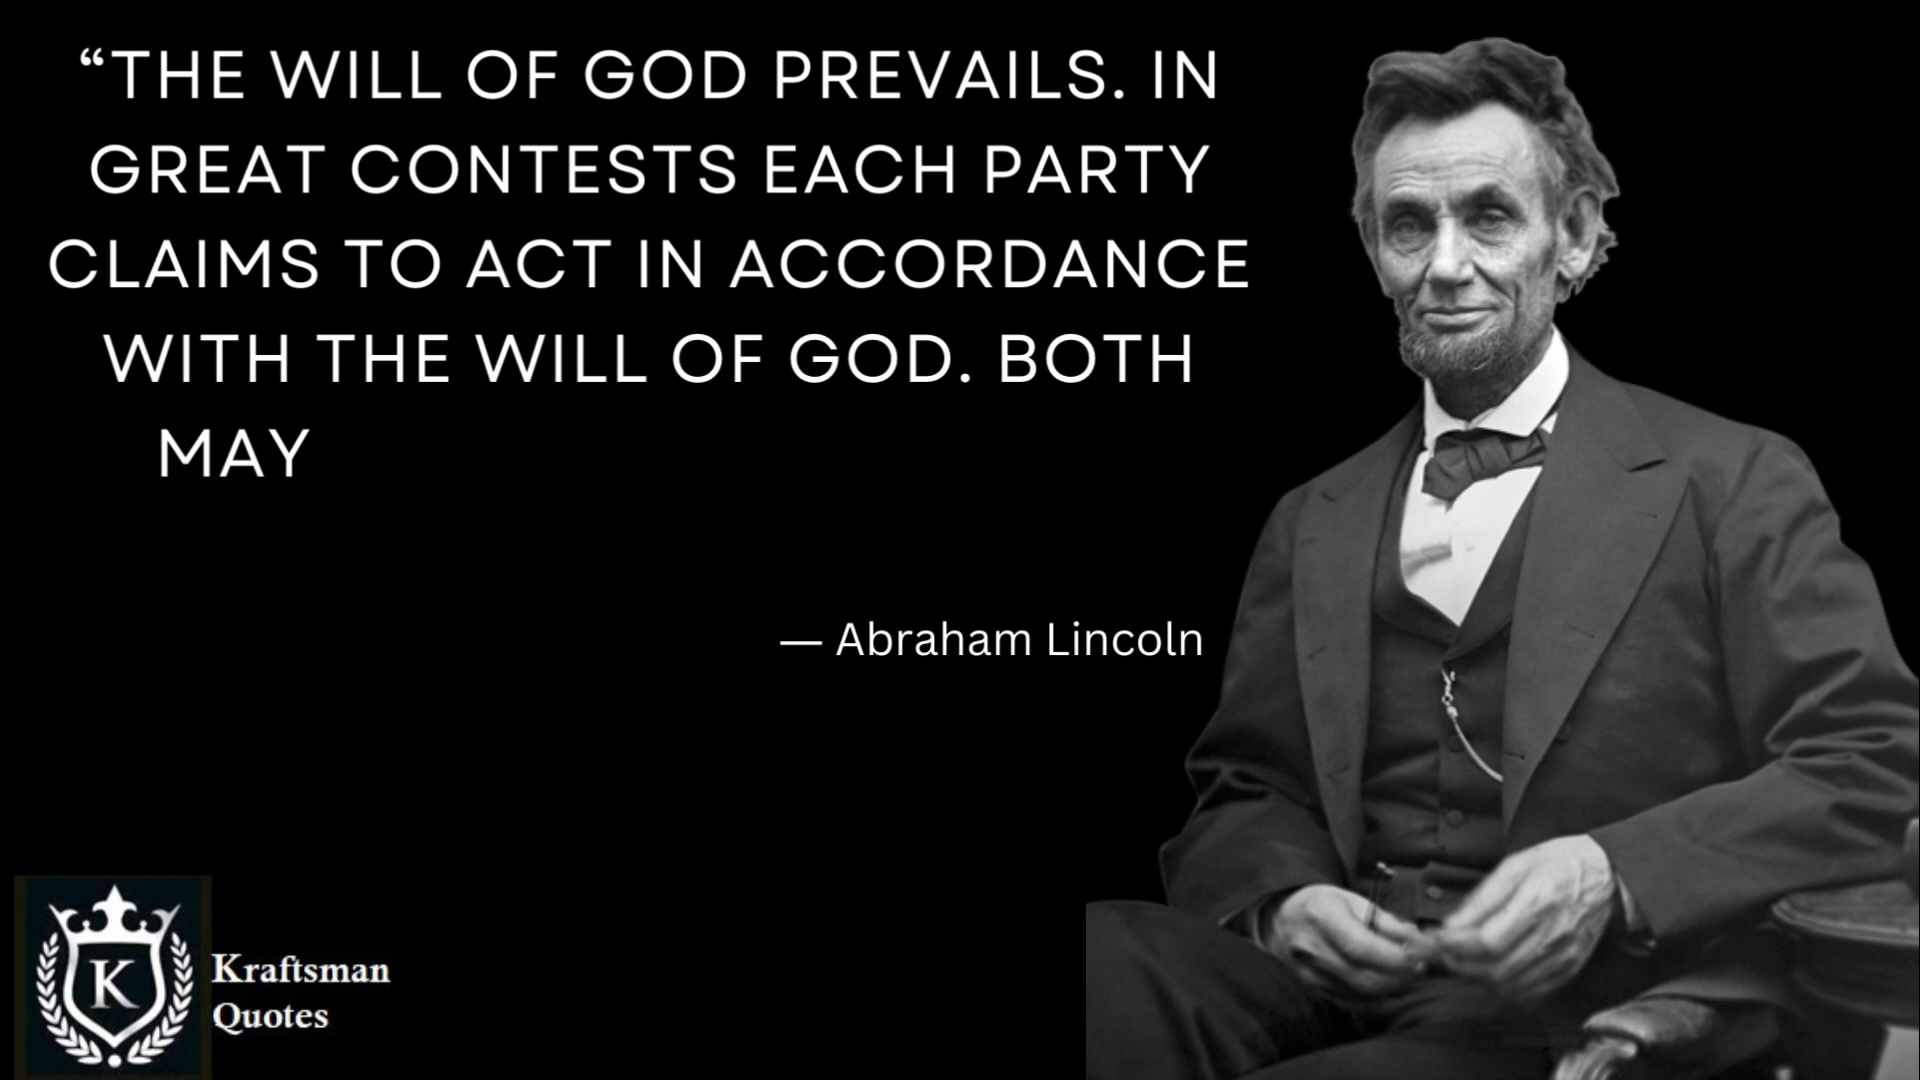 “THE WILL OF GOD PREVAILS. IN
GREAT CONTESTS EACH PARTY
CLAIMS TO ACT IN ACCORDANCE
WITH THE WILL OF GOD. BOTH
MAY
— Abraham Lincoln
K
Kraftsman
Quotes